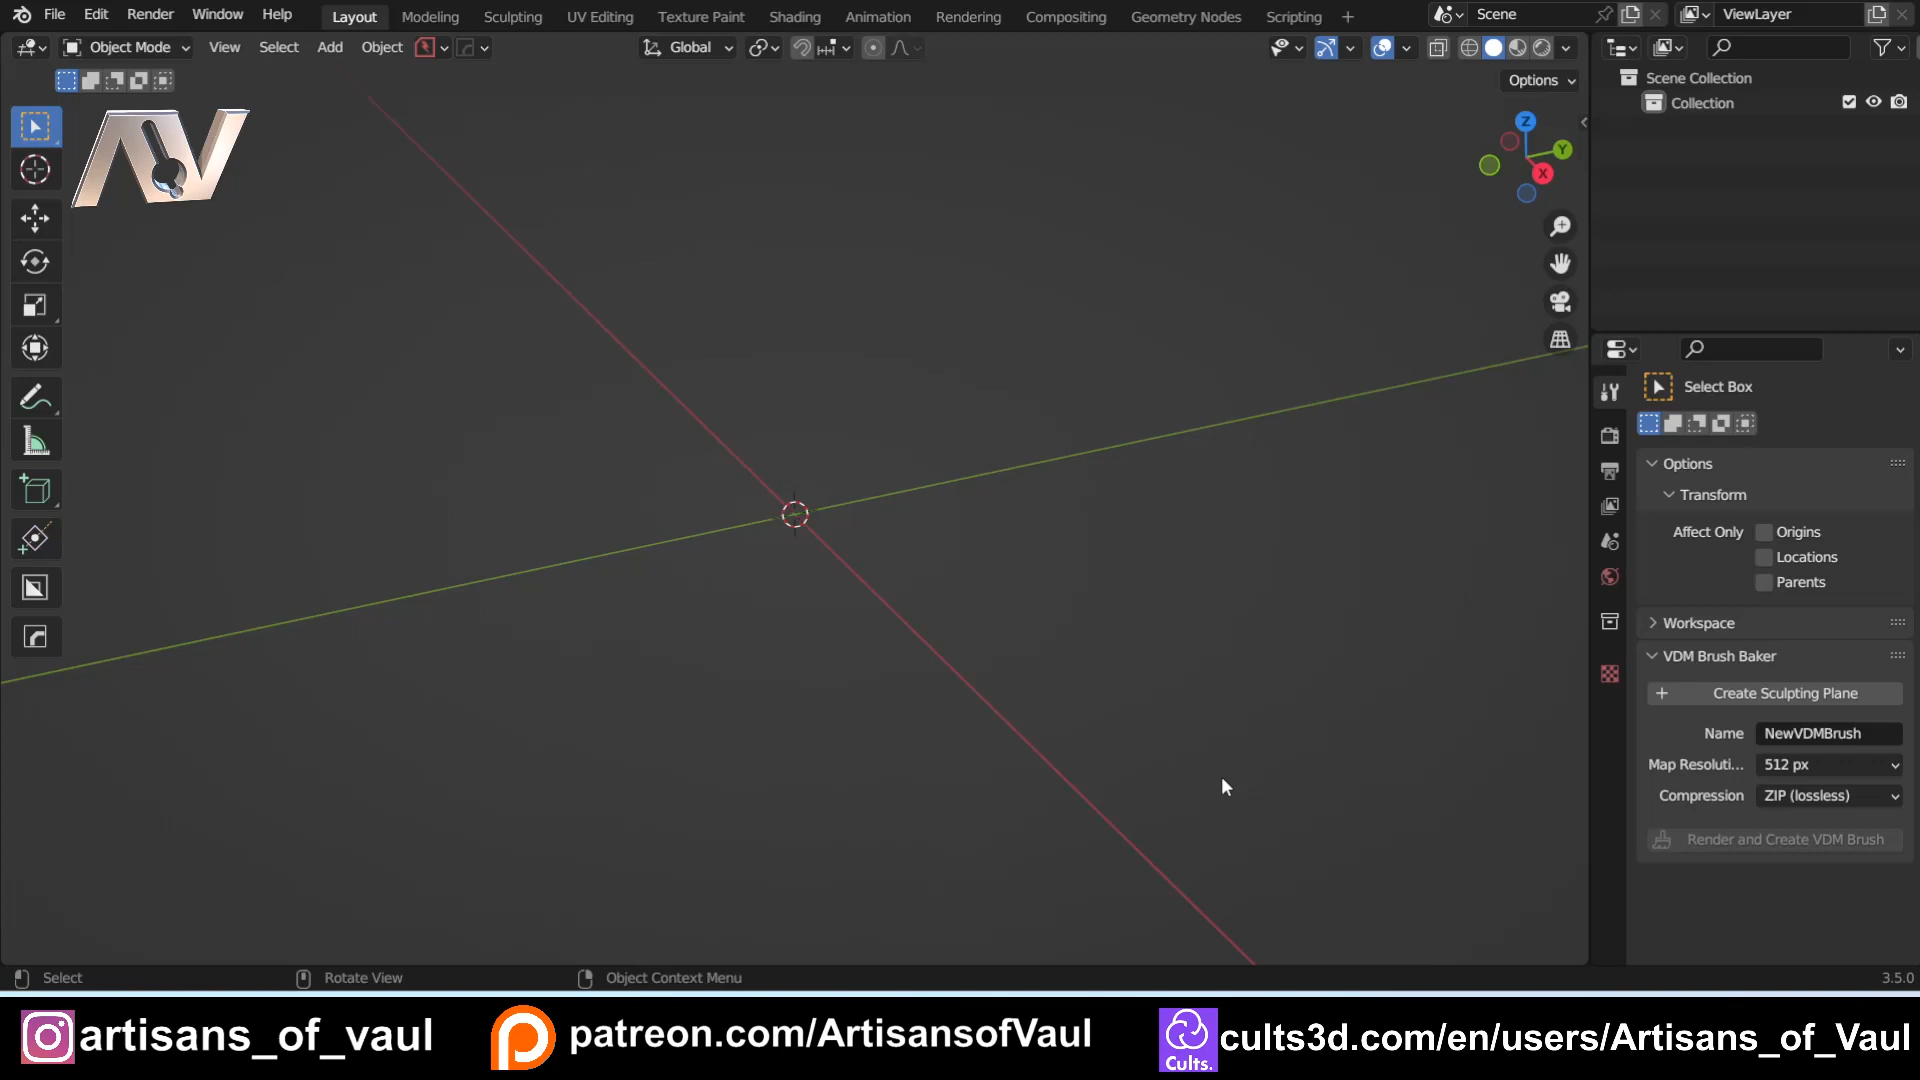 File Edit Render Window Help Layout Modeling Sculpting UV Editing Texture Paint Shading Animation Rendering Compositing Geometry Nodes Scripting + Scene ViewLayer
Object Mode View Select Add Object Global
Options
Scene Collection
Collection
Z
Y
X
Select Box
Options
Transform
Affect Only Origins
Locations
Parents
Workspace
VDM Brush Baker
+ Create Sculpting Plane
Name NewVDMBrush
Map Resoluti... 512 px
Compression ZIP (lossless)
Render and Create VDM Brush
Select Rotate View Object Context Menu 3.5.0
artisans_of_vaul patreon.com/ArtisansofVaul Cults. cults3d.com/en/users/Artisans_of_Vaul